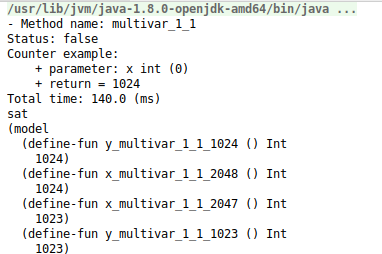 /usr/lib/jvm/java-1.8.0-openjdk-amd64/bin/java ...
- Method name: multivar_1_1
Status: false
Counter example:
    + parameter: x int (0)
    + return = 1024
Total time: 140.0 (ms)
sat
(model
  (define-fun y_multivar_1_1_1024 () Int
    1024)
  (define-fun x_multivar_1_1_2048 () Int
    1024)
  (define-fun x_multivar_1_1_2047 () Int
    1023)
  (define-fun y_multivar_1_1_1023 () Int
    1023)